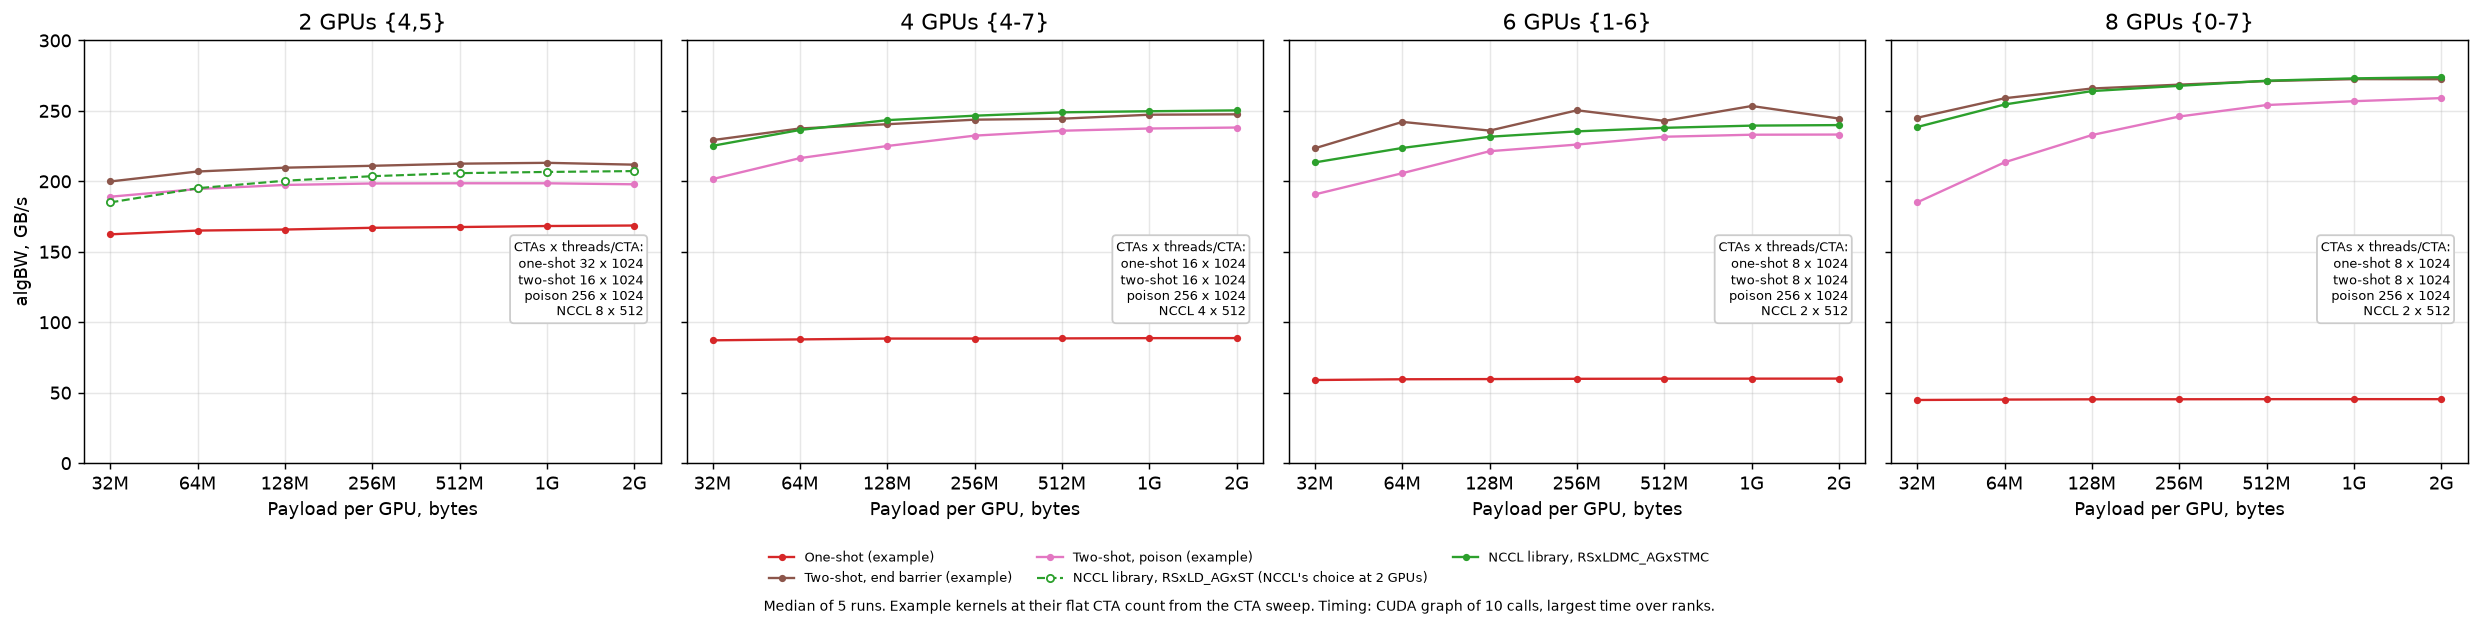 2 GPUs {4,5}
4 GPUs {4-7}
6 GPUs {1-6}
8 GPUs {0-7}
algBW, GB/s
300
250
200
150
100
50
0
CTAs x threads/CTA:
one-shot 32 x 1024
two-shot 16 x 1024
poison 256 x 1024
NCCL 8 x 512
CTAs x threads/CTA:
one-shot 16 x 1024
two-shot 16 x 1024
poison 256 x 1024
NCCL 4 x 512
CTAs x threads/CTA:
one-shot 8 x 1024
two-shot 8 x 1024
poison 256 x 1024
NCCL 2 x 512
CTAs x threads/CTA:
one-shot 8 x 1024
two-shot 8 x 1024
poison 256 x 1024
NCCL 2 x 512
32M 64M 128M 256M 512M 1G 2G
32M 64M 128M 256M 512M 1G 2G
32M 64M 128M 256M 512M 1G 2G
32M 64M 128M 256M 512M 1G 2G
Payload per GPU, bytes
Payload per GPU, bytes
Payload per GPU, bytes
Payload per GPU, bytes
One-shot (example)
Two-shot, end barrier (example)
Two-shot, poison (example)
NCCL library, RSxLD_AGxST (NCCL's choice at 2 GPUs)
NCCL library, RSxLDMC_AGxSTMC
Median of 5 runs. Example kernels at their flat CTA count from the CTA sweep. Timing: CUDA graph of 10 calls, largest time over ranks.